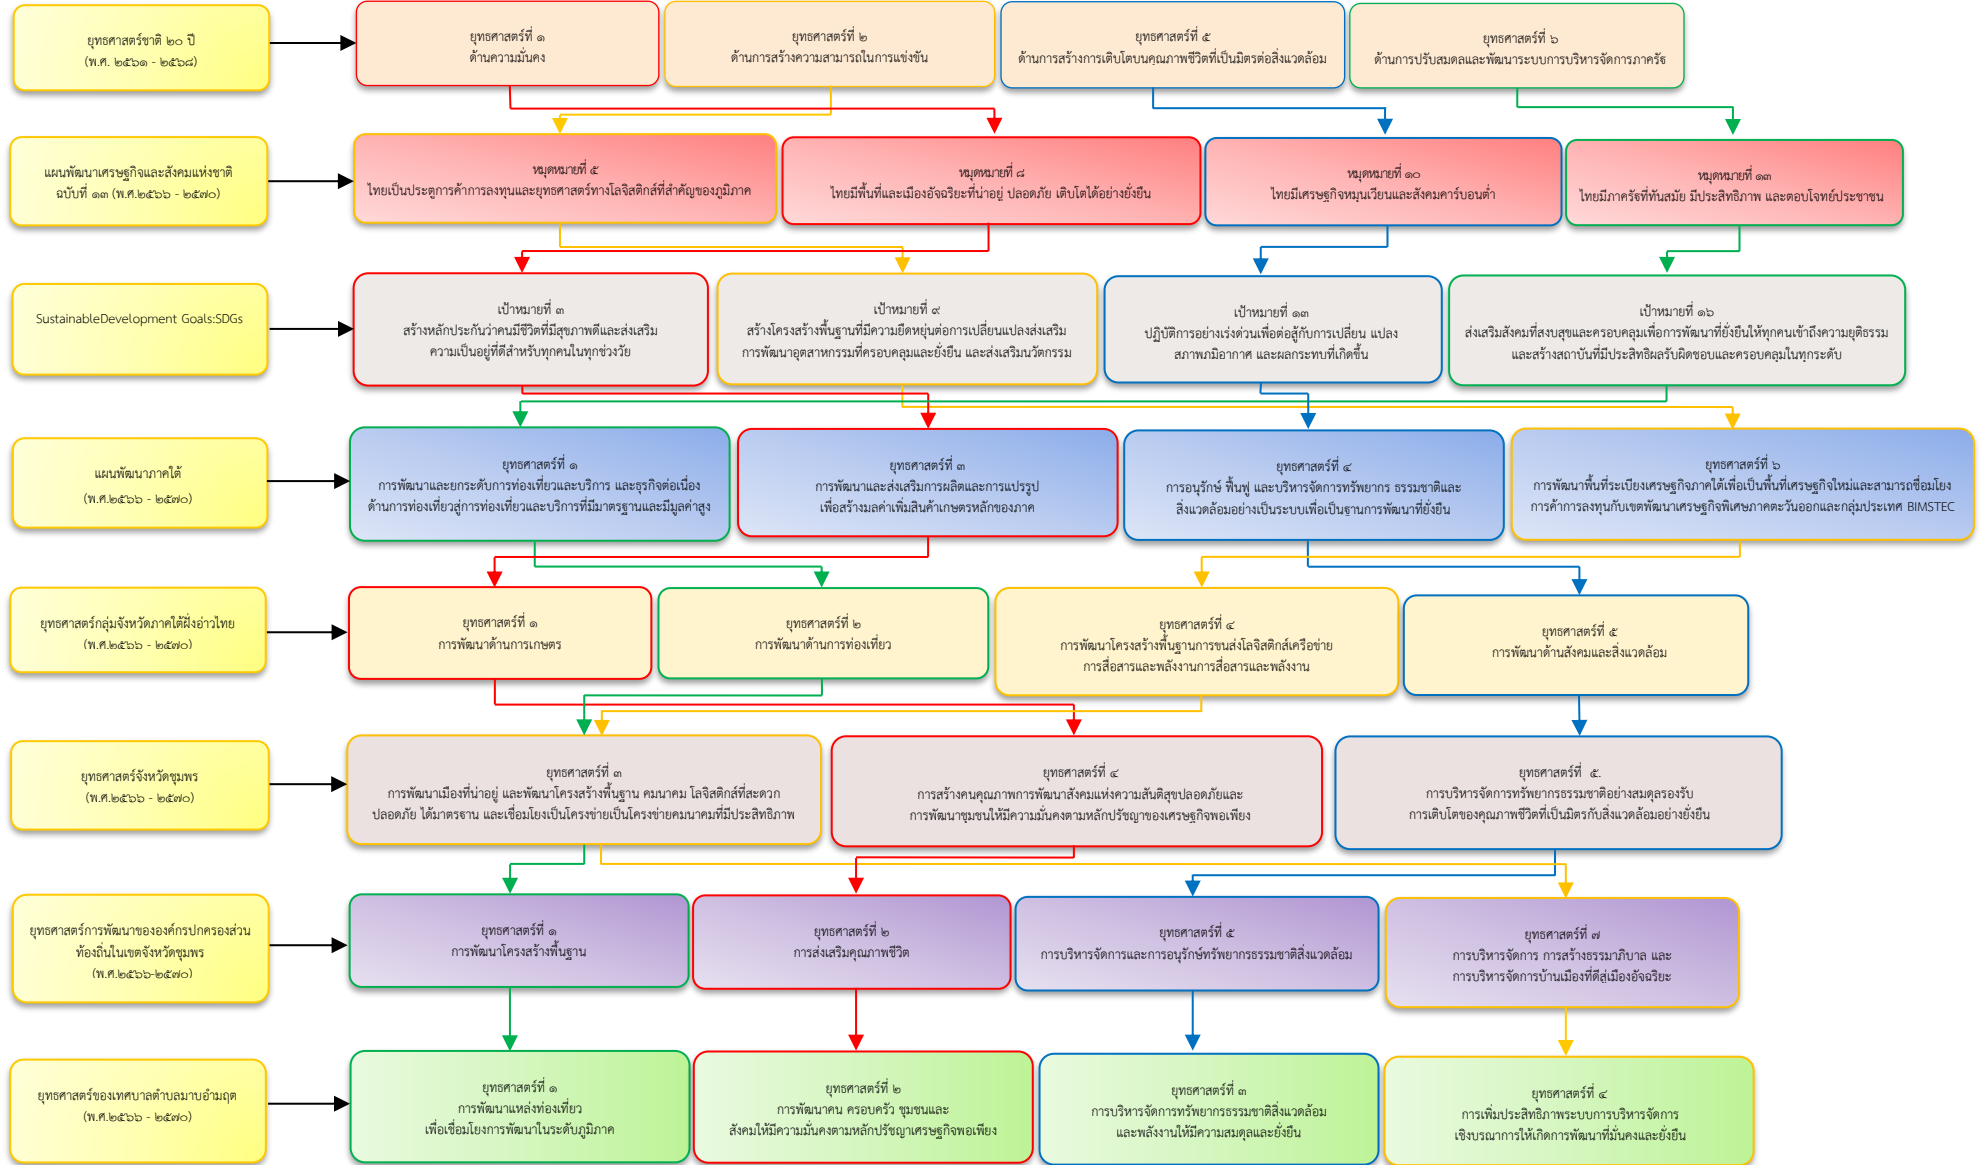 ยุทธศาสตร์ชาติ ๒๐ ปี
(พ.ศ. ๒๕๖๑ - ๒๕๖๘)
ยุทธศาสตร์ที่ ๑
ด้านความมั่นคง
ยุทธศาสตร์ที่ ๒
ด้านการสร้างความสามารถในการแข่งขัน
ยุทธศาสตร์ที่ ๕
ด้านการสร้างการเติบโตบนคุณภาพชีวิตที่เป็นมิตรต่อสิ่งแวดล้อม
ยุทธศาสตร์ที่ ๖
ด้านการปรับสมดลและพัฒนาระบบการบริหารจัดการภาครัฐ
แผนพัฒนาเศรษฐกิจและสังคมแห่งชาติ
ฉบับที่ ๑๓ (พ.ศ.๒๕๖๖ - ๒๕๗๐)
หมุดหมายที่ ๕
ไทยเป็นประตูการค้าการลงทุนและยุทธศาสตร์ทางโลจิสติกส์ที่สำคัญของภูมิภาค
หมุดหมายที่ ๘
ไทยมีพื้นที่และเมืองอัจฉริยะที่น่าอยู่ ปลอดภัย เติบโตได้อย่างยั่งยืน
หมุดหมายที่ ๑๐
ไทยมีเศรษฐกิจหมุนเวียนและสังคมคาร์บอนต่ำ
หมุดหมายที่ ๑๓
ไทยมีภาครัฐที่ทันสมัย มีประสิทธิภาพ และตอบโจทย์ประชาชน
SustainableDevelopment Goals:SDGs
เป้าหมายที่ ๓
สร้างหลักประกันว่าคนมีชีวิตที่มีสุขภาพดีและส่งเสริม
ความเป็นอยู่ที่ดีสำหรับทุกคนในทุกช่วงวัย
เป้าหมายที่ ๙
สร้างโครงสร้างพื้นฐานที่มีความยืดหยุ่นต่อการเปลี่ยนแปลงส่งเสริม
การพัฒนาอุตสาหกรรมที่ครอบคลุมและยั่งยืน และส่งเสริมนวัตกรรม
เป้าหมายที่ ๑๓
ปฏิบัติการอย่างเร่งด่วนเพื่อต่อสู้กับการเปลี่ยน แปลง
สภาพภมิอากาศ และผลกระทบที่เกิดขึ้น
เป้าหมายที่ ๑๖
ส่งเสริมสังคมที่สงบสุขและครอบคลุมเพื่อการพัฒนาที่ยั่งยืนให้ทุกคนเข้าถึงความยุติธรรม
และสร้างสถาบันที่มีประสิทธิผลรับผิดชอบและครอบคลุมในทุกระดับ
แผนพัฒนาภาคใต้
(พ.ศ.๒๕๖๖ - ๒๕๗๐)
ยุทธศาสตร์ที่ ๑
การพัฒนาและยกระดับการท่องเที่ยวและบริการ และธุรกิจต่อเนื่อง
ด้านการท่องเที่ยวสู่การท่องเที่ยวและบริการที่มีมาตรฐานและมีมูลค่าสูง
ยุทธศาสตร์ที่ ๓
การพัฒนาและส่งเสริมการผลิตและการแปรรูป
เพื่อสร้างมลค่าเพิ่มสินค้าเกษตรหลักของภาค
ยุทธศาสตร์ที่ ๔
การอนุรักษ์ ฟื้นฟู และบริหารจัดการทรัพยากร ธรรมชาติและ
สิ่งแวดล้อมอย่างเป็นระบบเพื่อเป็นฐานการพัฒนาที่ยั่งยืน
ยุทธศาสตร์ที่ ๖
การพัฒนาพื้นที่ระเบียงเศรษฐกิจภาคใต้เพื่อเป็นพื้นที่เศรษฐกิจใหม่และสามารถชื่อมโยง
การค้าการลงทุนกับเขตพัฒนาเศรษฐกิจพิเศษภาคตะวันออกและกลุ่มประเทศ BIMSTEC
ยุทธศาสตร์กลุ่มจังหวัดภาคใต้ฝั่งอ่าวไทย
(พ.ศ.๒๕๖๖ - ๒๕๗๐)
ยุทธศาสตร์ที่ ๑
การพัฒนาด้านการเกษตร
ยุทธศาสตร์ที่ ๒
การพัฒนาด้านการท่องเที่ยว
ยุทธศาสตร์ที่ ๔
การพัฒนาโครงสร้างพื้นฐานการขนส่งโลจิสติกส์เครือข่าย
การสื่อสารและพลังงานการสื่อสารและพลังงาน
ยุทธศาสตร์ที่ ๕
การพัฒนาด้านสังคมและสิ่งแวดล้อม
ยุทธศาสตร์จังหวัดชุมพร
(พ.ศ.๒๕๖๖ - ๒๕๗๐)
ยุทธศาสตร์ที่ ๓
การพัฒนาเมืองที่น่าอยู่ และพัฒนาโครงสร้างพื้นฐาน คมนาคม โลจิสติกส์ที่สะดวก
ปลอดภัย ได้มาตรฐาน และเชื่อมโยงเป็นโครงข่ายเป็นโครงข่ายคมนาคมที่มีประสิทธิภาพ
ยุทธศาสตร์ที่ ๔
การสร้างคนคุณภาพการพัฒนาสังคมแห่งความสันติสุขปลอดภัยและ
การพัฒนาชุมชนให้มีความมั่นคงตามหลักปรัชญาของเศรษฐกิจพอเพียง
ยุทธศาสตร์ที่ ๕.
การบริหารจัดการทรัพยากรธรรมชาติอย่างสมดุลรองรับ
การเติบโตของคุณภาพชีวิตที่เป็นมิตรกับสิ่งแวดล้อมอย่างยั่งยืน
ยุทธศาสตร์การพัฒนาขององค์กรปกครองส่วน
ท้องถิ่นในเขตจังหวัดชุมพร
(พ.ศ.๒๕๖๖-๒๕๗๐)
ยุทธศาสตร์ที่ ๑
การพัฒนาโครงสร้างพื้นฐาน
ยุทธศาสตร์ที่ ๒
การส่งเสริมคุณภาพชีวิต
ยุทธศาสตร์ที่ ๕
การบริหารจัดการและการอนุรักษ์ทรัพยากรธรรมชาติสิ่งแวดล้อม
ยุทธศาสตร์ที่ ๗
การบริหารจัดการ การสร้างธรรมาภิบาล และ
การบริหารจัดการบ้านเมืองที่ดีสู่เมืองอัจฉริยะ
ยุทธศาสตร์ของเทศบาลตำบลมาบอำมฤต
(พ.ศ.๒๕๖๖ - ๒๕๗๐)
ยุทธศาสตร์ที่ ๑
การพัฒนาแหล่งท่องเที่ยว
เพื่อเชื่อมโยงการพัฒนาในระดับภูมิภาค
ยุทธศาสตร์ที่ ๒
การพัฒนาคน ครอบครัว ชุมชนและ
สังคมให้มีความมั่นคงตามหลักปรัชญาเศรษฐกิจพอเพียง
ยุทธศาสตร์ที่ ๓
การบริหารจัดการทรัพยากรธรรมชาติสิ่งแวดล้อม
และพลังงานให้มีความสมดุลและยั่งยืน
ยุทธศาสตร์ที่ ๔
การเพิ่มประสิทธิภาพระบบการบริหารจัดการ
เชิงบรณาการให้เกิดการพัฒนาที่มั่นคงและยั่งยืน